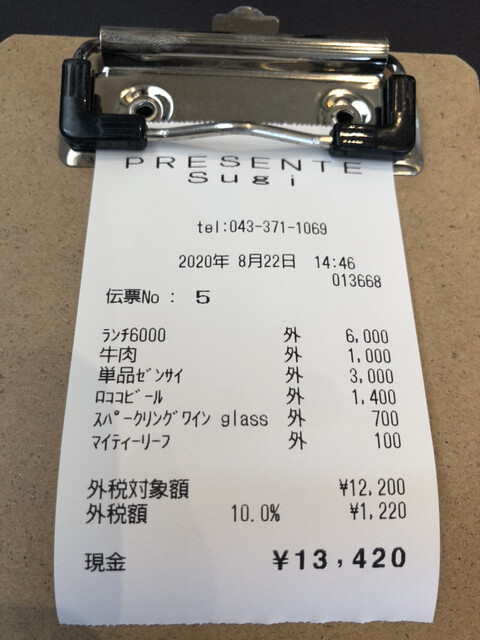 PRESENTE
Sugi
tel:043-371-1069
2020年 8月22日 14:46
013668
伝票No : 5
ﾗﾝﾁ6000 外 6,000
牛肉 外 1,000
単品ｾﾞﾝｻｲ 外 3,000
ﾛｺｺﾋﾞｰﾙ 外 1,400
ｽﾊﾟｰｸﾘﾝｸﾞﾜｲﾝ glass 外 700
ﾏｲﾃｨｰﾘｰﾌ 外 100
外税対象額 ¥12,200
外税額 10.0% ¥1,220
現金 ¥13,420